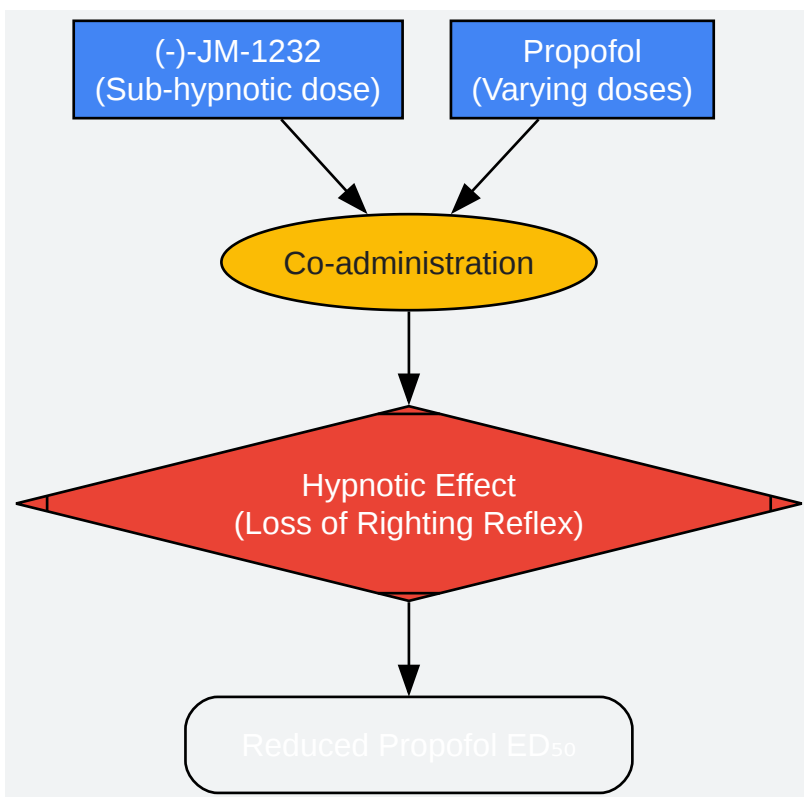 (-)-JM-1232
(Sub-hypnotic dose)
Propofol
(Varying doses)
Co-administration
Hypnotic Effect
(Loss of Righting Reflex)
Reduced Propofol ED₅₀